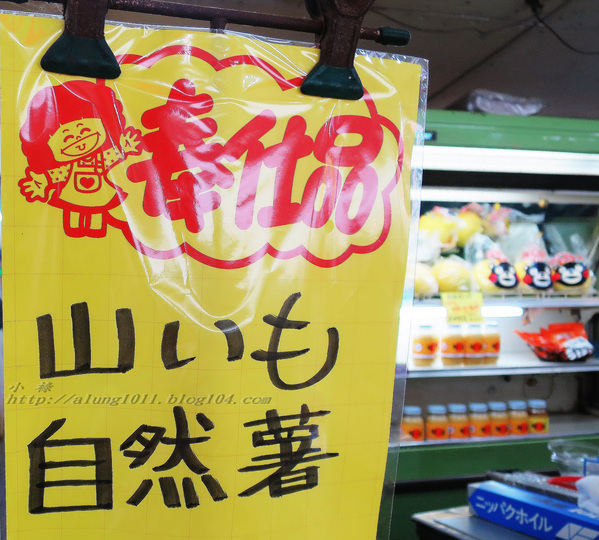 奉仕品
山いも
小綠
http://alung1011.blog104.com
自然薯
ニッパクホイル